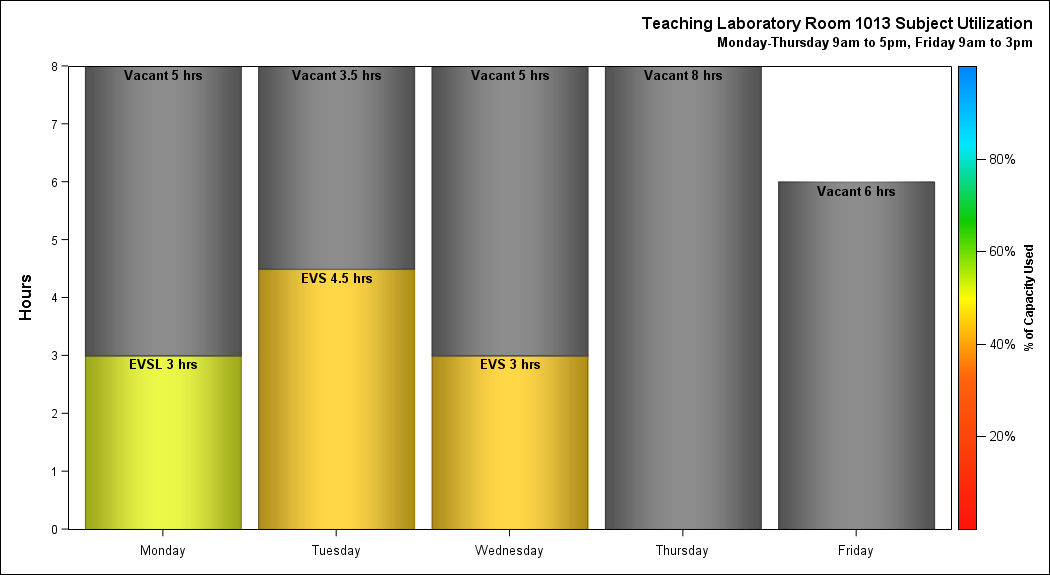 Teaching Laboratory Room 1013 Subject Utilization
Monday-Thursday 9am to 5pm, Friday 9am to 3pm
Hours
8
7
6
5
4
3
2
1
0
Vacant 5 hrs
EVSL 3 hrs
Vacant 3.5 hrs
EVS 4.5 hrs
Vacant 5 hrs
EVS 3 hrs
Vacant 8 hrs
Vacant 6 hrs
Monday
Tuesday
Wednesday
Thursday
Friday
80%
60%
40%
20%
% of Capacity Used